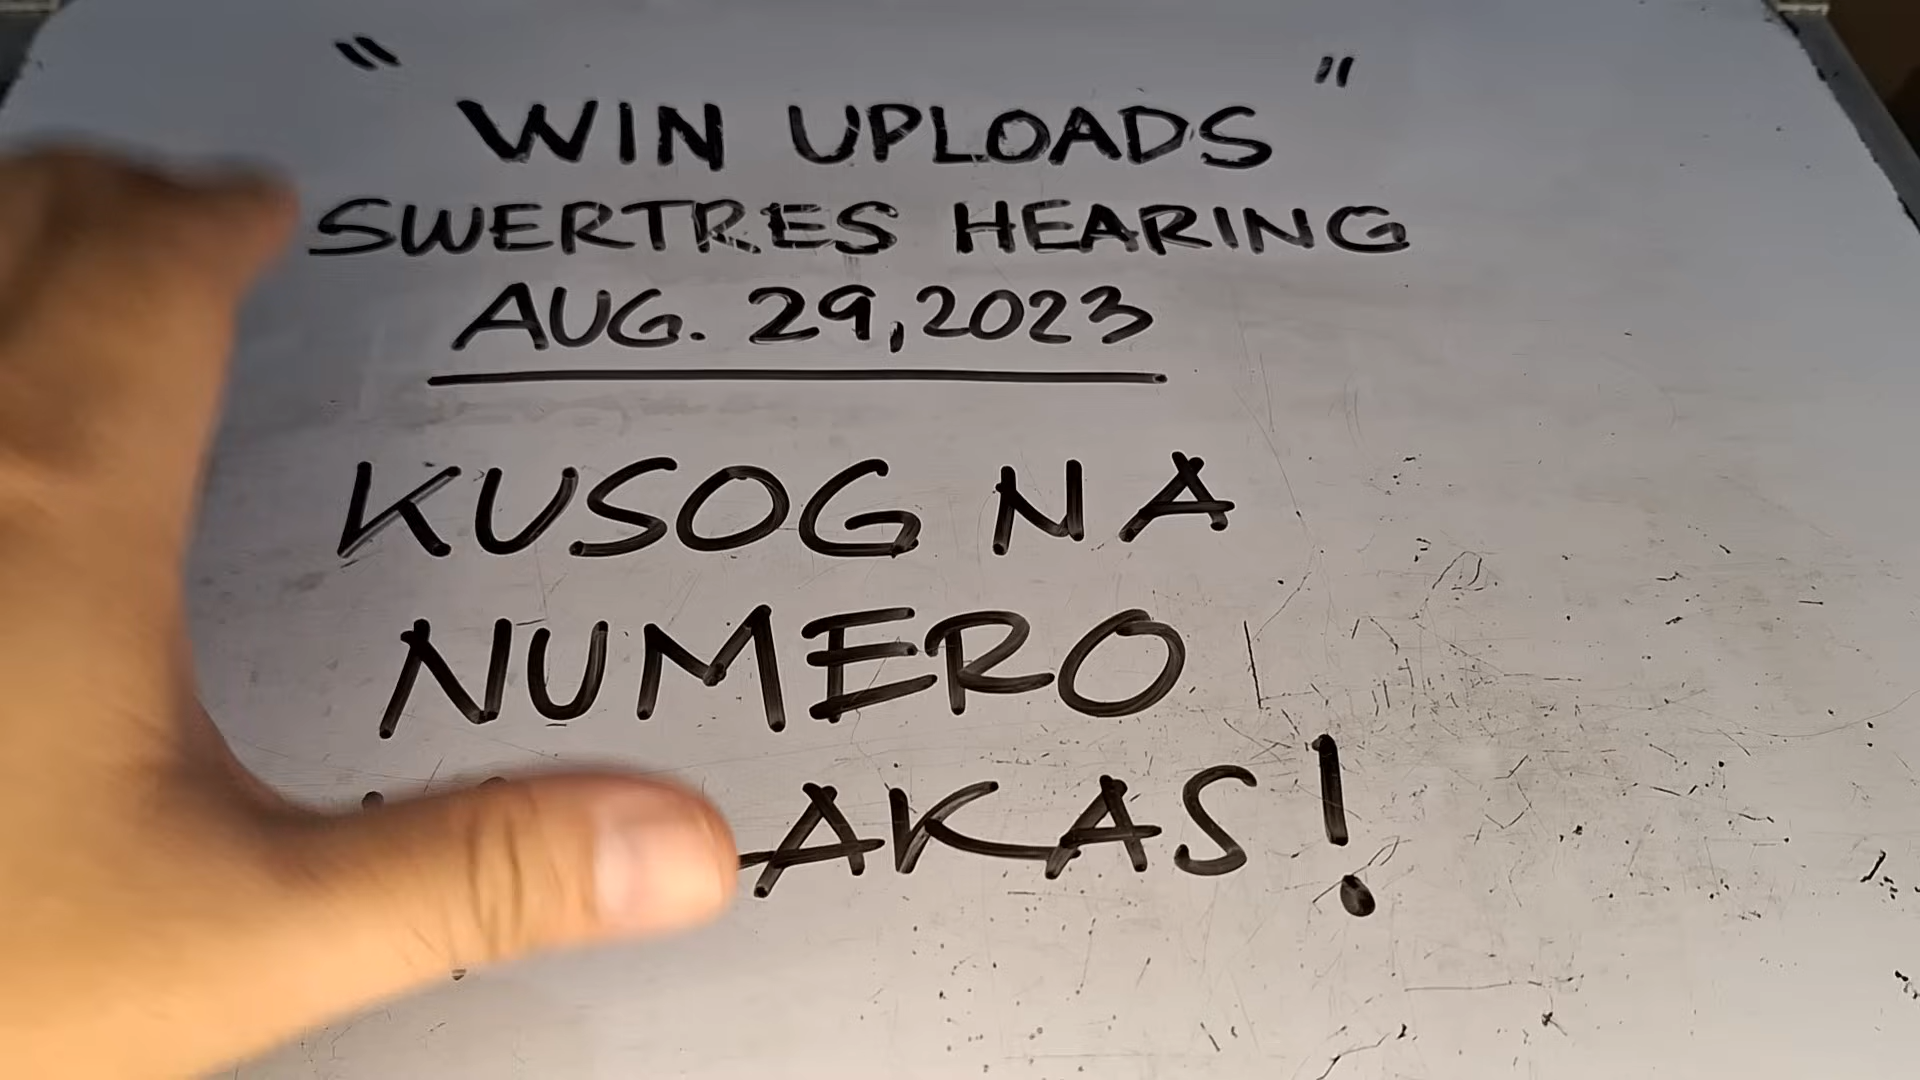 " WIN UPLOADS "
SWERTRES HEARING
AUG. 29,2023
KUSOG NA
NUMERO